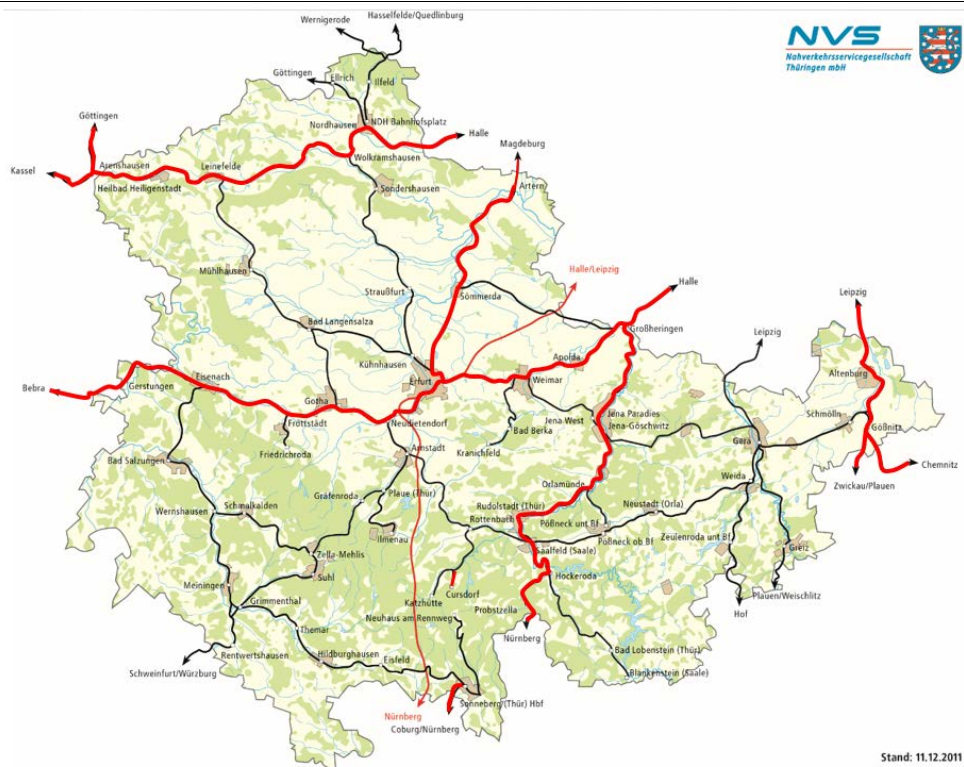 Hasselfelde/Quedlinburg
Wernigerode
NVS
Nahverkehrsservicegesellschaft
Thüringen mbH
Göttingen
Ellrich
Ilfeld
Göttingen
Nordhausen
NDH Bahnhofsplatz
Halle
Magdeburg
Arenshausen
Leinefelde
Wolkramshausen
Kassel
Heilbad Heiligenstadt
Sondershausen
Artern
Mühlhausen
Halle/Leipzig
Halle
Straußfurt
Sömmerda
Leipzig
Bad Langensalza
Großheringen
Leipzig
Kühnhausen
Apolda
Gerstungen
Eisenach
Erfurt
Weimar
Altenburg
Bebra
Gotha
Neudietendorf
Jena West
Jena Paradies
Jena-Göschwitz
Schmölln
Fröttstädt
Bad Berka
Gößnitz
Friedrichroda
Arnstadt
Kranichfeld
Gera
Bad Salzungen
Chemnitz
Orlamünde
Weida
Zwickau/Plauen
Gräfenroda
Plaue (Thür)
Rudolstadt (Thür)
Neustadt (Orla)
Wernshausen
Schmalkalden
Rottenbach
Pößneck unt Bf
Zeulenroda unt Bf
Ilmenau
Pößneck ob Bf
Greiz
Zella-Mehlis
Saalfeld (Saale)
Suhl
Hockeroda
Meiningen
Cursdorf
Plauen/Weischlitz
Grimmenthal
Katzhütte
Probstzella
Hof
Neuhaus am Rennweg
Themar
Nürnberg
Rentwertshausen
Hildburghausen
Eisfeld
Bad Lobenstein (Thür)
Schweinfurt/Würzburg
Blankenstein (Saale)
Sonneberg (Thür) Hbf
Nürnberg
Coburg/Nürnberg
Stand: 11.12.2011